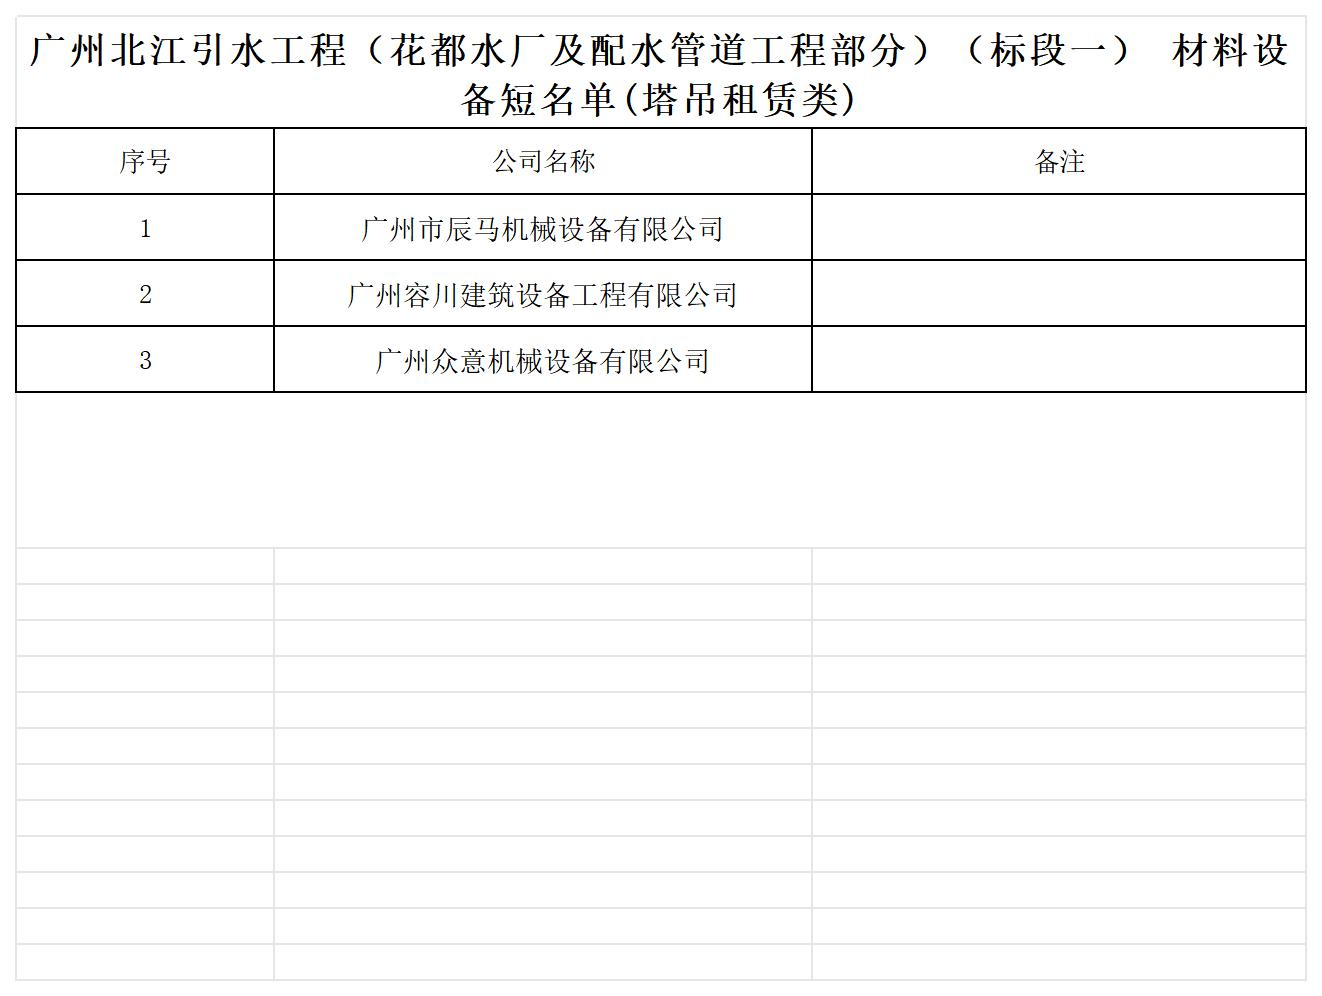 广州北江引水工程（花都水厂及配水管道工程部分）（标段一） 材料设
备短名单(塔吊租赁类)
序号 公司名称 备注
1 广州市辰马机械设备有限公司
2 广州容川建筑设备工程有限公司
3 广州众意机械设备有限公司